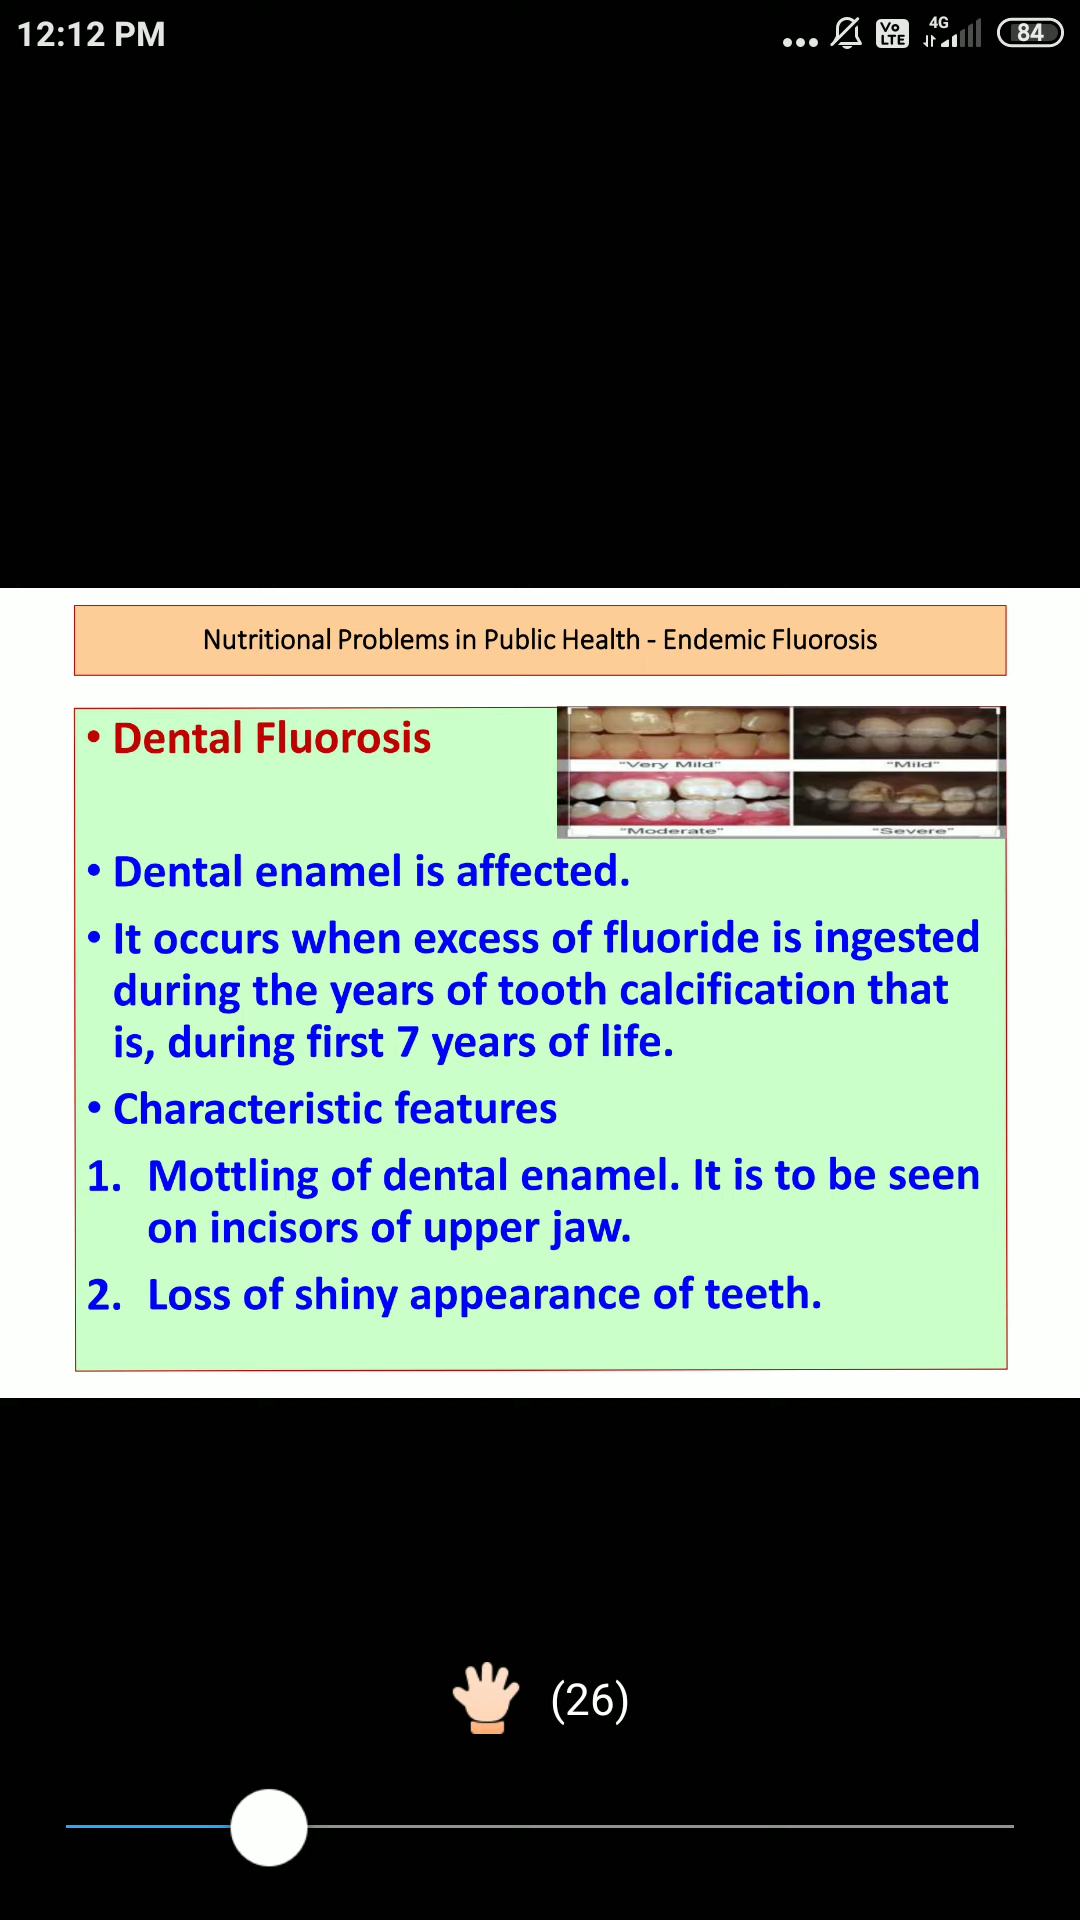 12:12 PM
Vo LTE
4G
84
Nutritional Problems in Public Health - Endemic Fluorosis
• Dental Fluorosis
"Very Mild" "Mild"
"Moderate" "Severe"
• Dental enamel is affected.
• It occurs when excess of fluoride is ingested
during the years of tooth calcification that
is, during first 7 years of life.
• Characteristic features
1. Mottling of dental enamel. It is to be seen
on incisors of upper jaw.
2. Loss of shiny appearance of teeth.
(26)